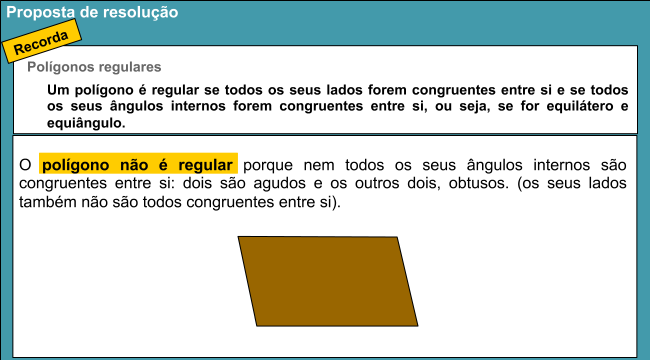 Proposta de resolução
Recorda
Polígonos regulares
Um polígono é regular se todos os seus lados forem congruentes entre si e se todos
os seus ângulos internos forem congruentes entre si, ou seja, se for equilátero e
equiângulo.
O polígono não é regular porque nem todos os seus ângulos internos são
congruentes entre si: dois são agudos e os outros dois, obtusos. (os seus lados
também não são todos congruentes entre si).